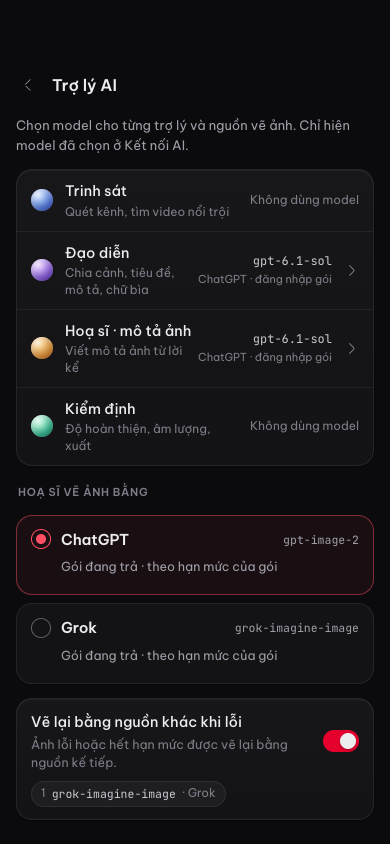 Trợ lý AI
Chọn model cho từng trợ lý và nguồn vẽ ảnh. Chỉ hiện
model đã chọn ở Kết nối AI.
Trinh sát
Quét kênh, tìm video nổi trội
Không dùng model
Đạo diễn
Chia cảnh, tiêu đề,
mô tả, chữ bìa
gpt-6.1-sol
ChatGPT · đăng nhập gói
Hoạ sĩ · mô tả ảnh
Viết mô tả ảnh từ lời
kể
gpt-6.1-sol
ChatGPT · đăng nhập gói
Kiểm định
Độ hoàn thiện, âm lượng,
xuất
Không dùng model
HOẠ SĨ VẼ ẢNH BẰNG
ChatGPT
gpt-image-2
Gói đang trả · theo hạn mức của gói
Grok
grok-imagine-image
Gói đang trả · theo hạn mức của gói
Vẽ lại bằng nguồn khác khi lỗi
Ảnh lỗi hoặc hết hạn mức được vẽ lại bằng
nguồn kế tiếp.
1 grok-imagine-image · Grok